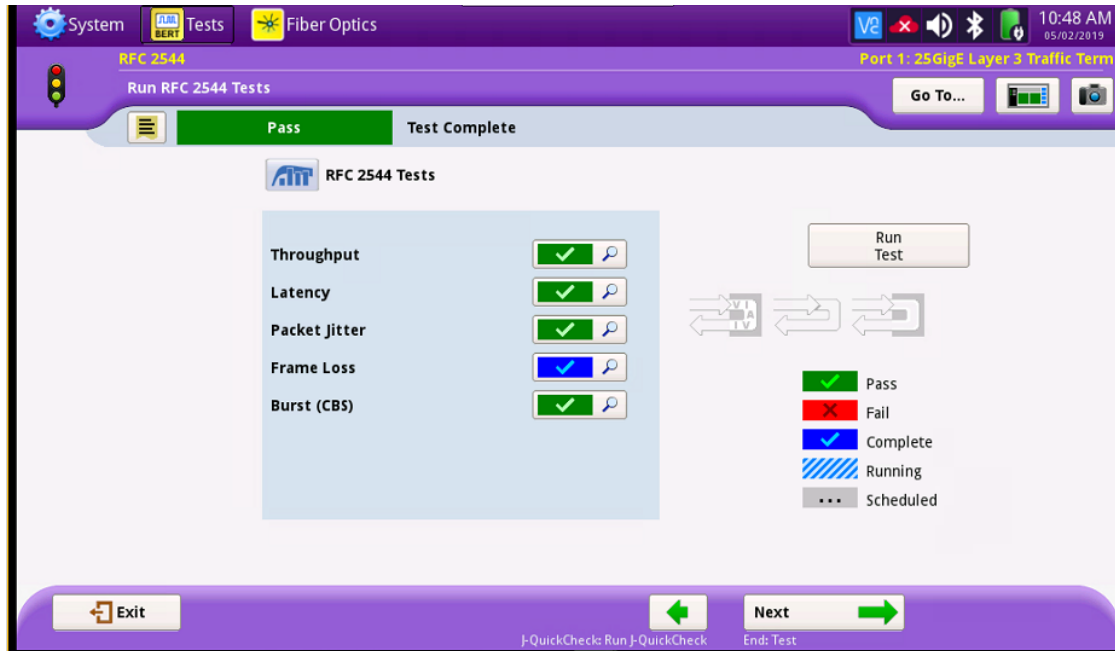 System
BERT
Tests
Fiber Optics
10:48 AM
05/02/2019
RFC 2544
Port 1: 25GigE Layer 3 Traffic Term
Run RFC 2544 Tests
Go To...
Pass
Test Complete
RFC 2544 Tests
Throughput
Run
Test
Latency
Packet Jitter
VIAVI
Frame Loss
Burst (CBS)
Pass
Fail
Complete
Running
... Scheduled
Exit
Next
J-QuickCheck: Run J-QuickCheck
End: Test